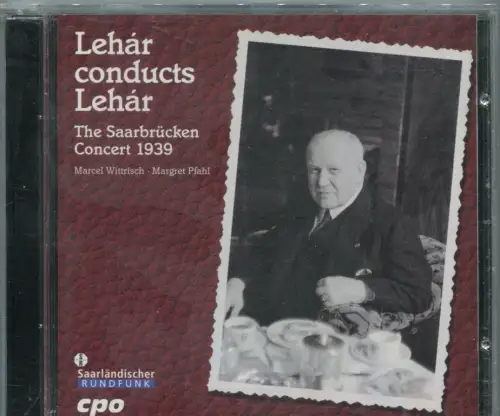 Lehár
conducts
Lehár
The Saarbrücken
Concert 1939
Marcel Wittrisch · Margret Pfahl
Saarländischer
RUNDFUNK
cpo